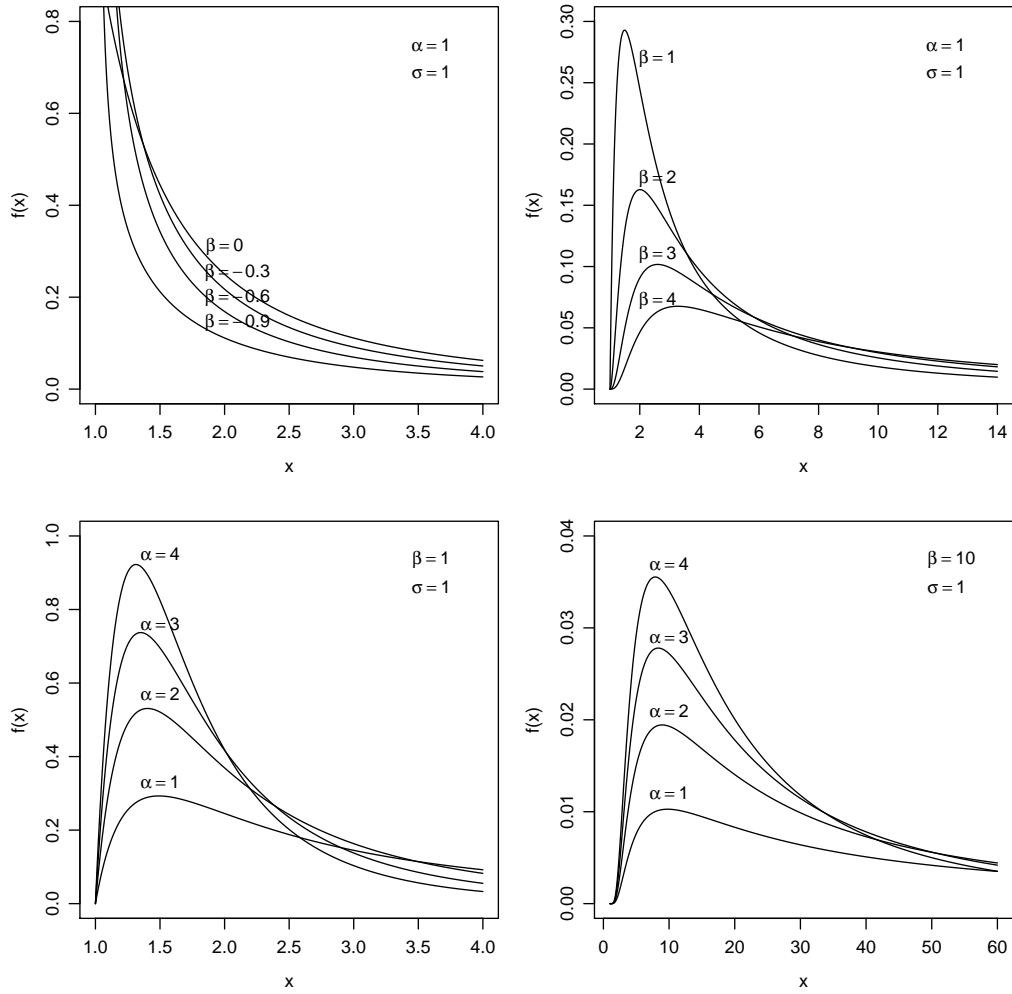 α = 1
σ = 1
β = 0
β = −0.3
β = −0.6
β = −0.9
0.0 0.2 0.4 0.6 0.8
f(x)
1.0 1.5 2.0 2.5 3.0 3.5 4.0
x
α = 1
σ = 1
β = 1
β = 2
β = 3
β = 4
0.00 0.05 0.10 0.15 0.20 0.25 0.30
f(x)
2 4 6 8 10 12 14
x
β = 1
σ = 1
α = 4
α = 3
α = 2
α = 1
0.0 0.2 0.4 0.6 0.8 1.0
f(x)
1.0 1.5 2.0 2.5 3.0 3.5 4.0
x
β = 10
σ = 1
α = 4
α = 3
α = 2
α = 1
0.00 0.01 0.02 0.03 0.04
f(x)
0 10 20 30 40 50 60
x